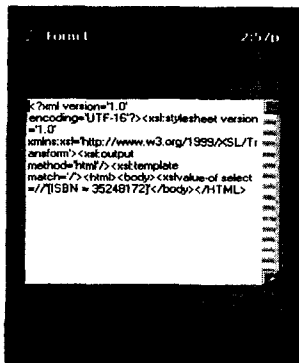 Form1 2:57p
<?xml version='1.0'
encoding='UTF-16'?><xsl:stylesheet version
='1.0'
xmlns:xsl='http://www.w3.org/1999/XSL/Tr
ansform'><xsl:output
method='html'/><xsl:template
match='/'><html><body><xsl:value-of select
=//*[ISBN = 35248172]'</body></HTML>